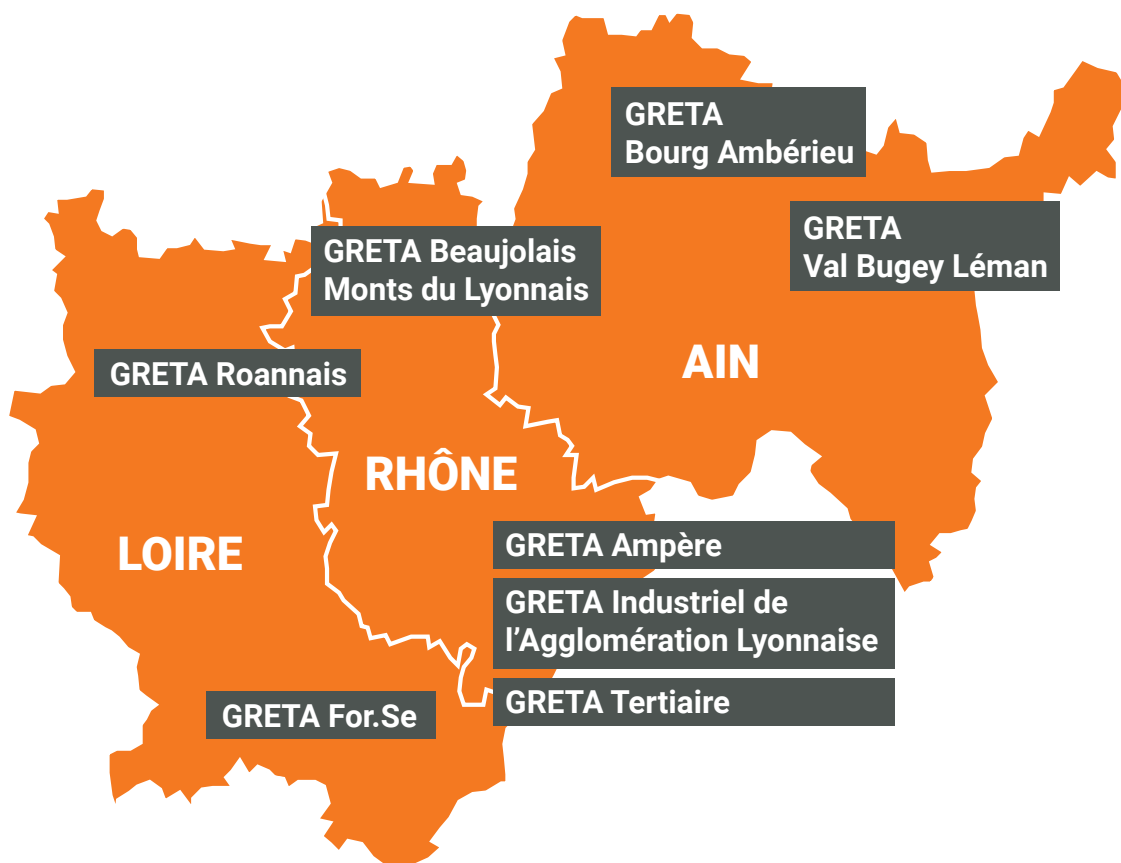 GRETA
Bourg Ambérieu
GRETA
Val Bugey Léman
GRETA Beaujolais
Monts du Lyonnais
AIN
GRETA Roannais
RHÔNE
LOIRE
GRETA Ampère
GRETA Industriel de
l’Agglomération Lyonnaise
GRETA Tertiaire
GRETA For.Se